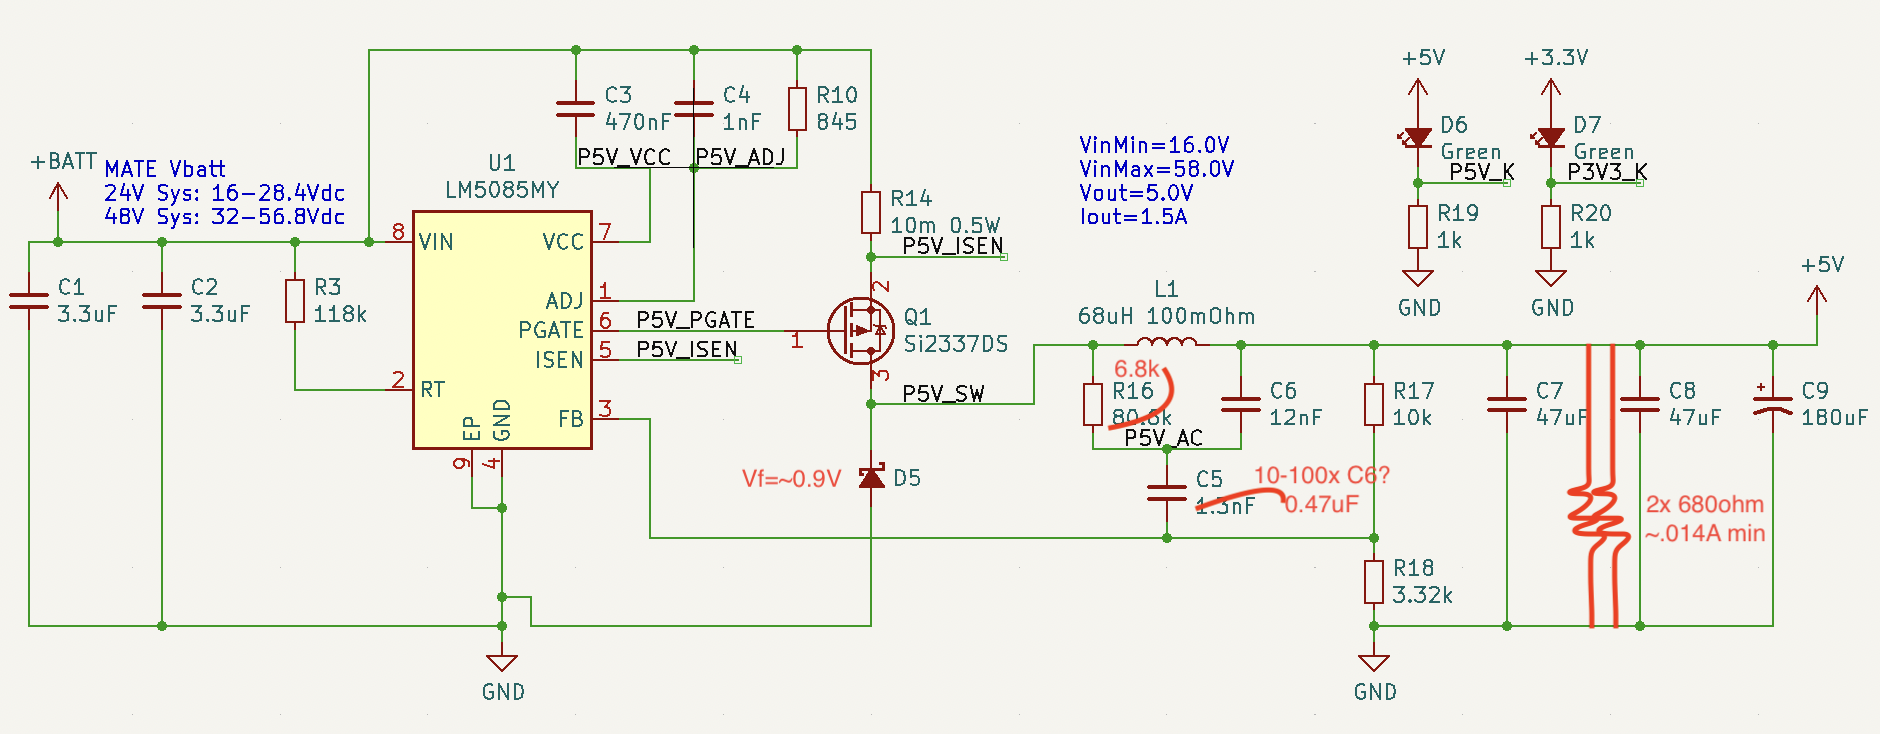 +BATT
MATE Vbatt
24V Sys: 16-28.4Vdc
48V Sys: 32-56.8Vdc
C1
3.3uF
C2
3.3uF
R3
118k
U1
LM5085MY
8
VIN
2
RT
VCC
7
ADJ
1
PGATE
6
ISEN
5
FB
3
EP
9
GND
4
GND
C3
470nF
C4
1nF
R10
845
P5V_VCC
P5V_ADJ
P5V_PGATE
P5V_ISEN
R14
10m 0.5W
P5V_ISEN
2
1
3
Q1
Si2337DS
P5V_SW
Vf=~0.9V
D5
VinMin=16.0V
VinMax=58.0V
Vout=5.0V
Iout=1.5A
L1
68uH 100mOhm
6.8k
R16
80.6k
P5V_AC
C6
12nF
C5
1.5nF
10-100x C6?
0.47uF
R17
10k
R18
3.32k
GND
C7
47uF
C8
47uF
C9
180uF
+
2x 680ohm
~.014A min
+5V
+5V
D6
Green
P5V_K
R19
1k
GND
+3.3V
D7
Green
P3V3_K
R20
1k
GND